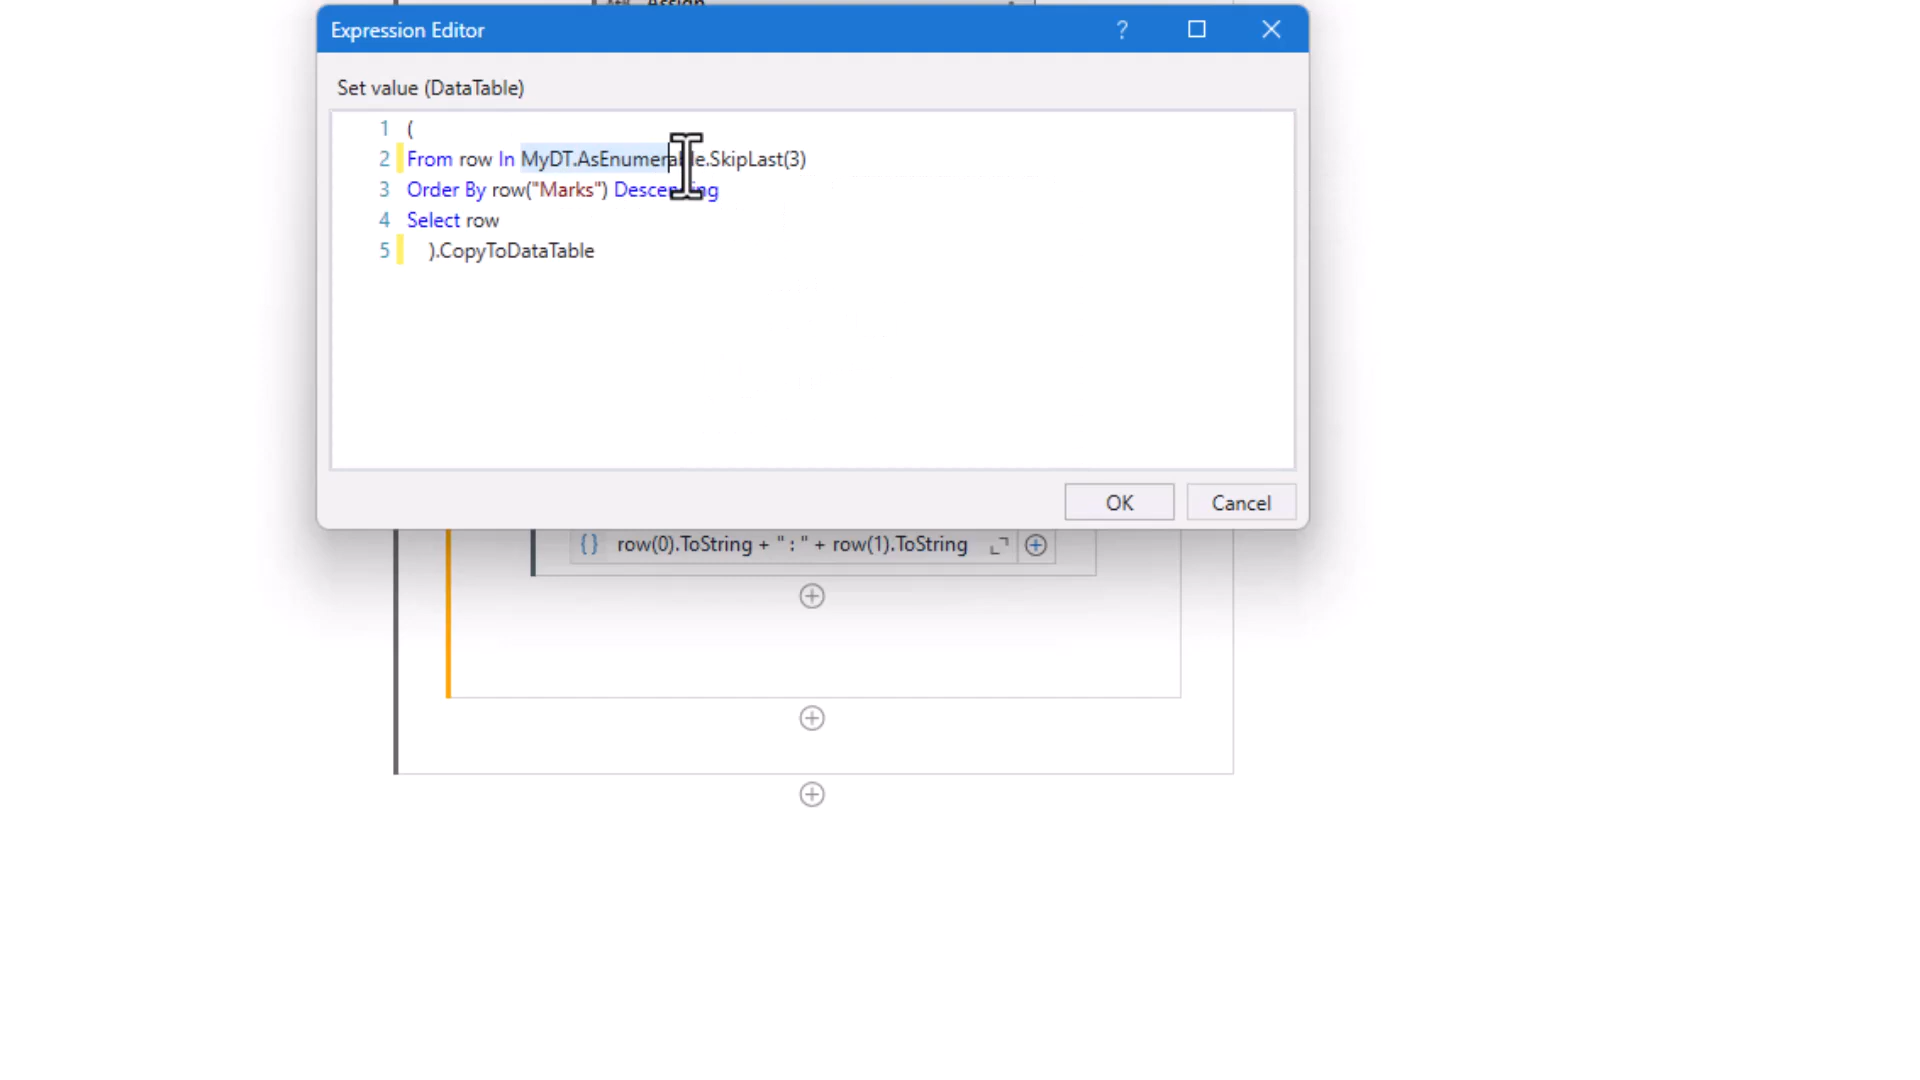 Assign
Expression Editor
?
Set value (DataTable)
1 (
2 From row In MyDT.AsEnumerable.SkipLast(3)
3 Order By row("Marks") Descending
4 Select row
5 ).CopyToDataTable
OK Cancel
{} row(0).ToString + " : " + row(1).ToString